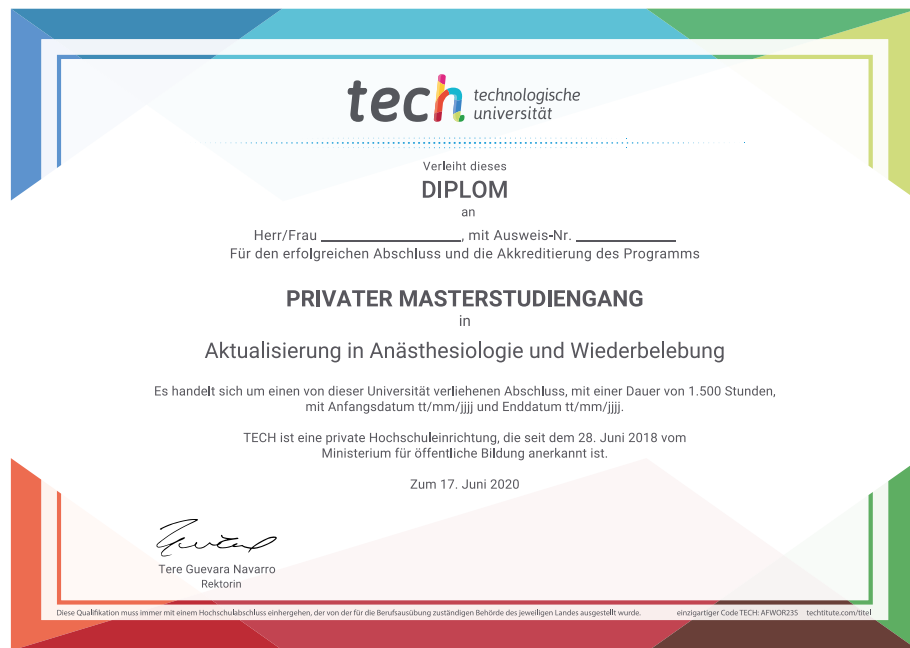 tech technologische
universität
Verleiht dieses
DIPLOM
an
Herr/Frau ____________________, mit Ausweis-Nr. ______________
Für den erfolgreichen Abschluss und die Akkreditierung des Programms
PRIVATER MASTERSTUDIENGANG
in
Aktualisierung in Anästhesiologie und Wiederbelebung
Es handelt sich um einen von dieser Universität verliehenen Abschluss, mit einer Dauer von 1.500 Stunden,
mit Anfangsdatum tt/mm/jjjj und Enddatum tt/mm/jjjj.
TECH ist eine private Hochschuleinrichtung, die seit dem 28. Juni 2018 vom
Ministerium für öffentliche Bildung anerkannt ist.
Zum 17. Juni 2020
Tere Guevara Navarro
Rektorin
Diese Qualifikation muss immer mit einem Hochschulabschluss einhergehen, der von der für die Berufsausübung zuständigen Behörde des jeweiligen Landes ausgestellt wurde. einzigartiger Code TECH: AFWOR23S techtitute.com/titel